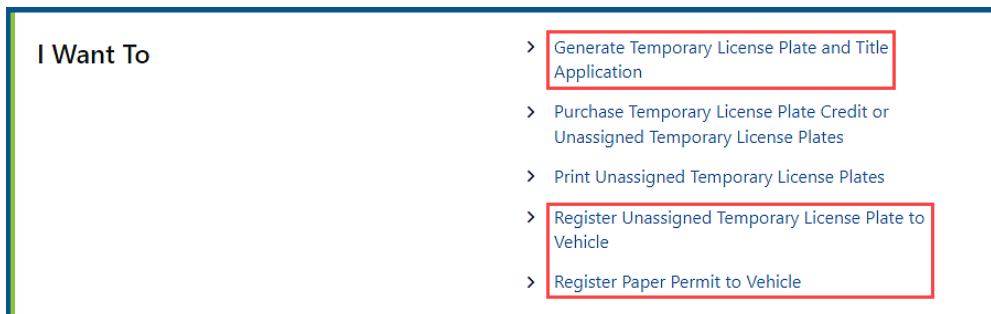 I Want To
Generate Temporary License Plate and Title
Application
Purchase Temporary License Plate Credit or
Unassigned Temporary License Plates
Print Unassigned Temporary License Plates
Register Unassigned Temporary License Plate to
Vehicle
Register Paper Permit to Vehicle